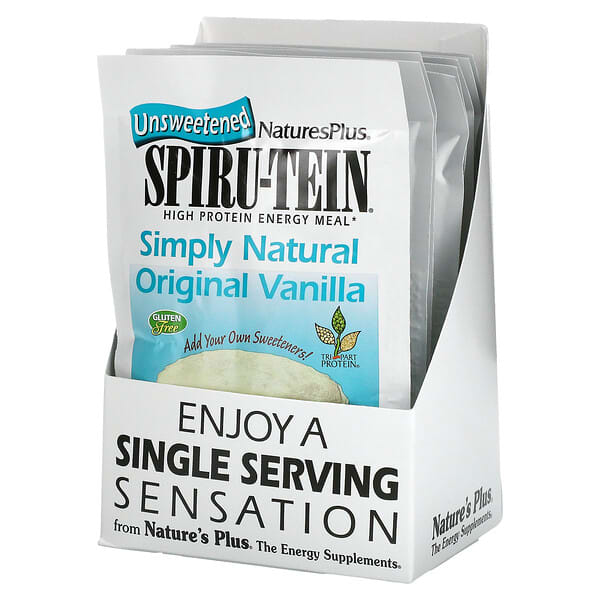 Unsweetened
NaturesPlus®
SPIRU-TEIN®
HIGH PROTEIN ENERGY MEAL*
Simply Natural
Original Vanilla
GLUTEN
Free
Add Your Own Sweeteners!
TRI-PART
PROTEIN®
ENJOY A
SINGLE SERVING
SENSATION
from Nature's Plus® The Energy Supplements®
Nature's Plus®
The Energy Supplements®